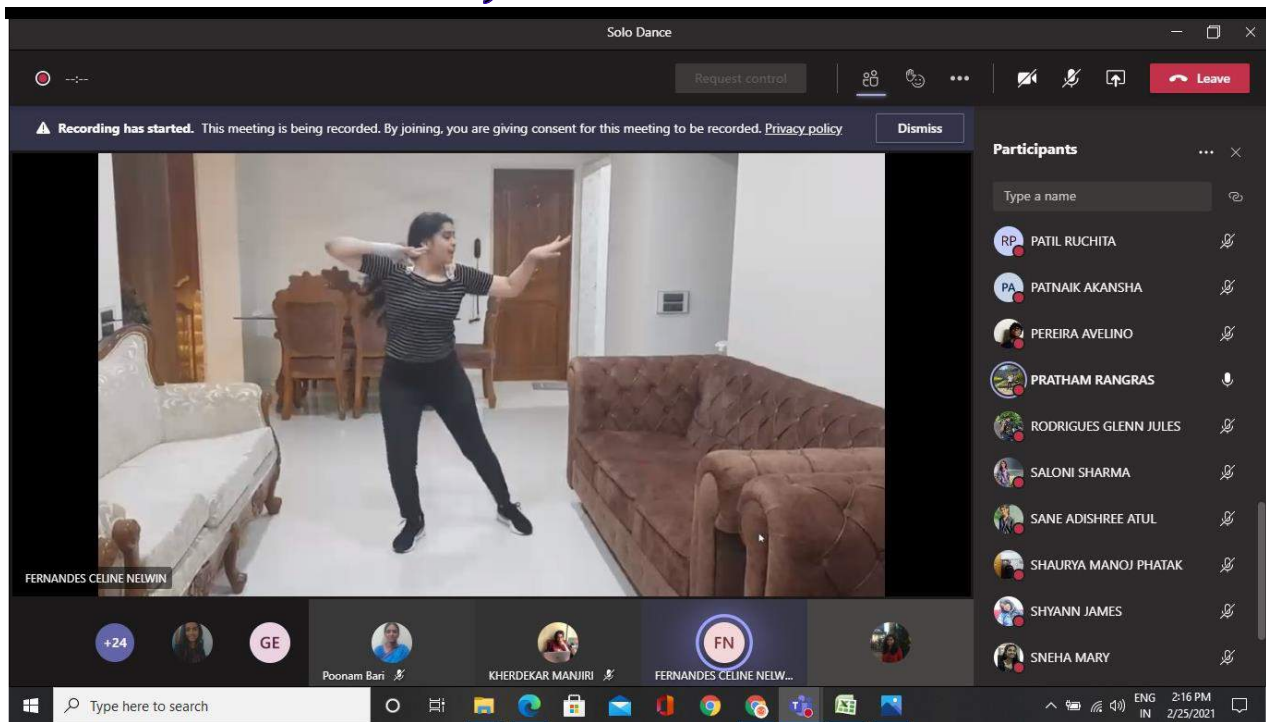 Solo Dance
--:--
Request control
Leave
Recording has started. This meeting is being recorded. By joining, you are giving consent for this meeting to be recorded. Privacy policy
Dismiss
Participants
Type a name
RP PATIL RUCHITA
PA PATNAIK AKANSHA
PEREIRA AVELINO
PRATHAM RANGRAS
RODRIGUES GLENN JULES
SALONI SHARMA
SANE ADISHREE ATUL
SHAURYA MANOJ PHATAK
SHYANN JAMES
SNEHA MARY
FERNANDES CELINE NELWIN
+24
GE
FN
Poonam Bari
KHERDEKAR MANJIRI
FERNANDES CELINE NELW...
Type here to search
ENG
IN
2:16 PM
2/25/2021